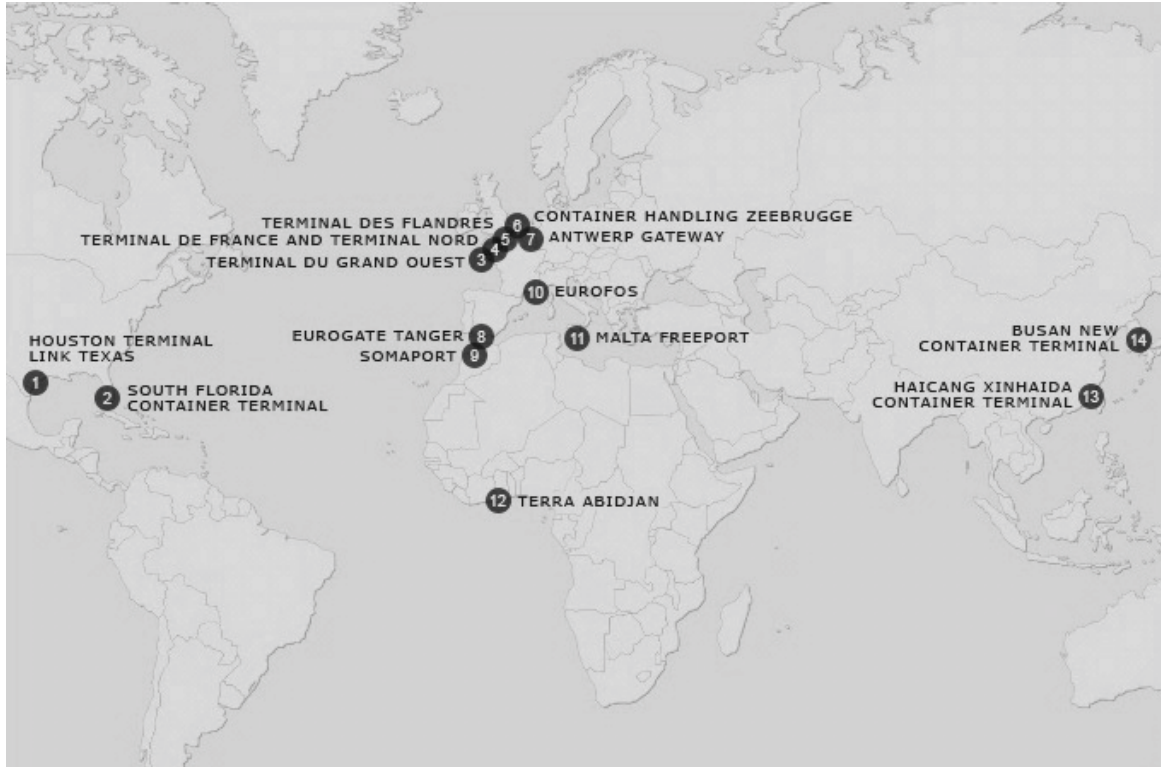 TERMINAL DES FLANDRES
6
CONTAINER HANDLING ZEEBRUGGE
TERMINAL DE FRANCE AND TERMINAL NORD
5
7
ANTWERP GATEWAY
4
TERMINAL DU GRAND OUEST
3
10
EUROFOS
EUROGATE TANGER
8
11
MALTA FREEPORT
SOMAPORT
9
HOUSTON TERMINAL
LINK TEXAS
1
2
SOUTH FLORIDA
CONTAINER TERMINAL
BUSAN NEW
CONTAINER TERMINAL
14
HAICANG XINHAIDA
CONTAINER TERMINAL
13
12
TERRA ABIDJAN